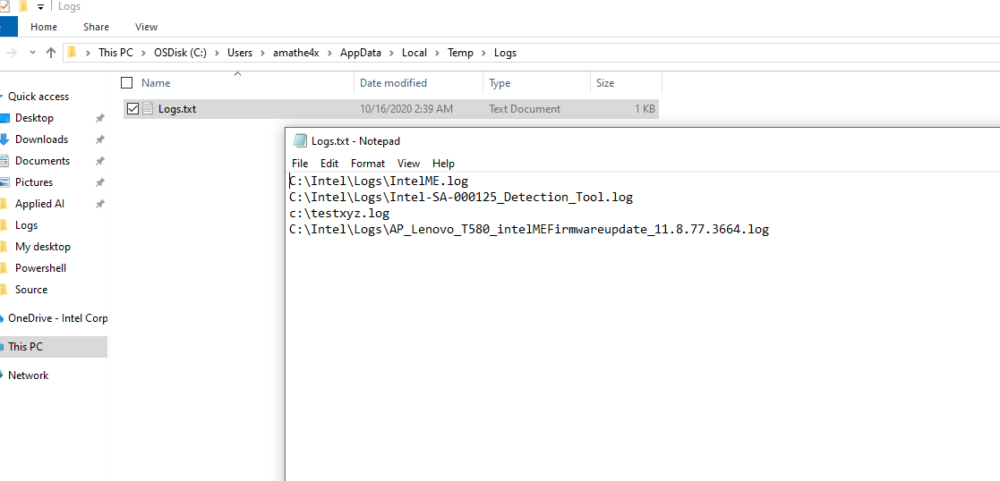 Logs
Home Share View
This PC OSDisk (C:) Users amathe4x AppData Local Temp Logs
Name Date modified Type Size
Quick access
Logs.txt 10/16/2020 2:39 AM Text Document 1 KB
Desktop
Downloads
Documents
Pictures
Applied AI
Logs
My desktop
Powershell
Source
OneDrive - Intel Corp
This PC
Network
Logs.txt - Notepad
File Edit Format View Help
C:\Intel\Logs\IntelME.log
C:\Intel\Logs\Intel-SA-000125_Detection_Tool.log
c:\testxyz.log
C:\Intel\Logs\AP_Lenovo_T580_intelMEFirmwareupdate_11.8.77.3664.log